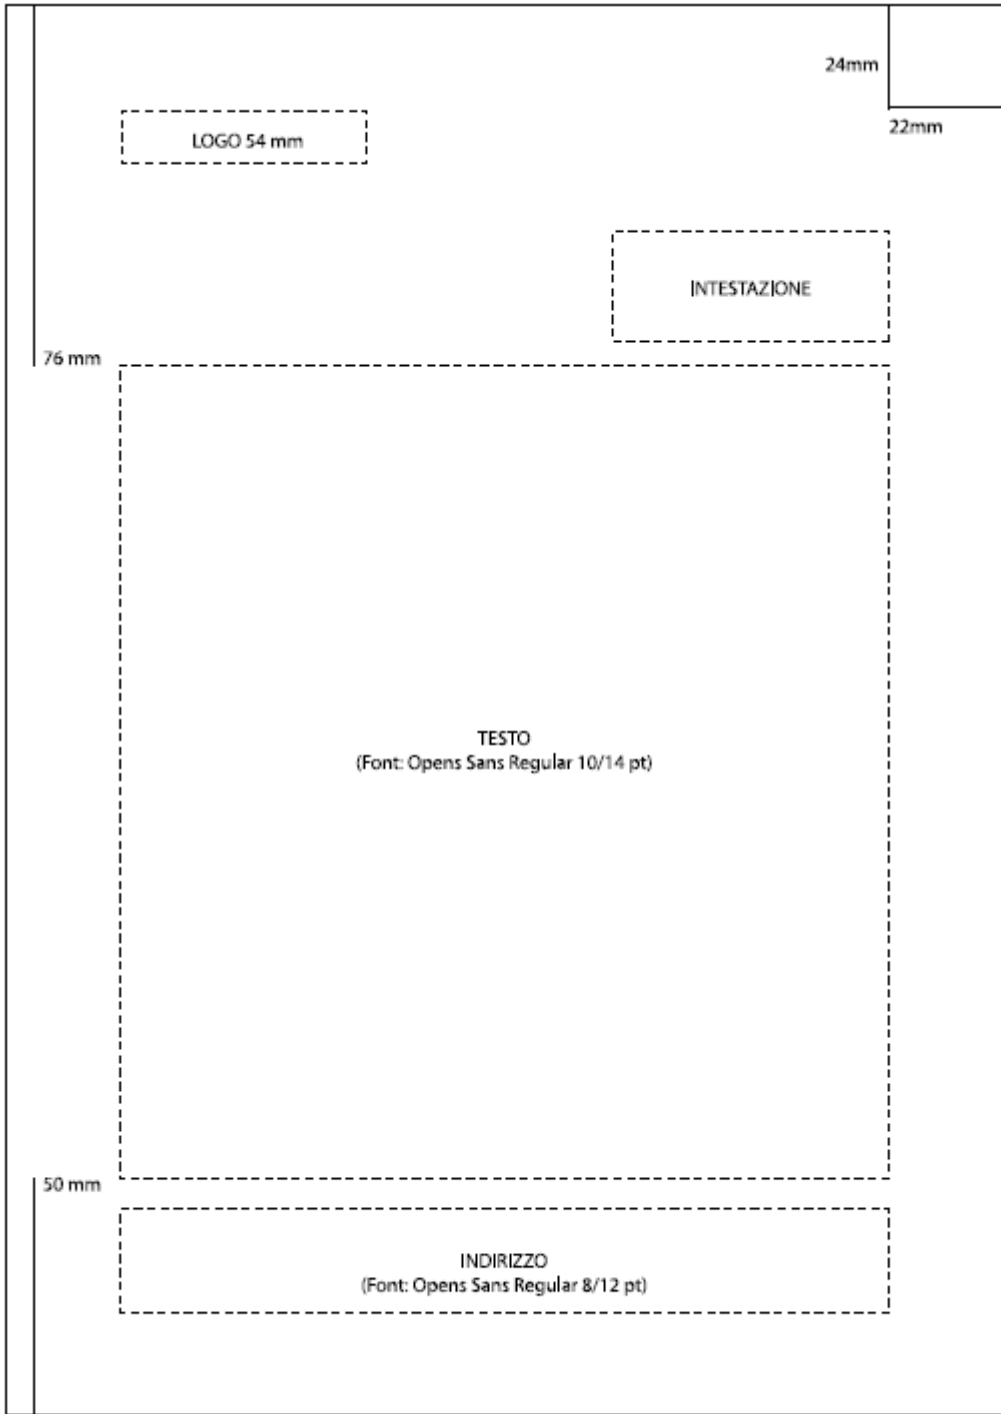 24mm
22mm
LOGO 54 mm
INTESTAZIONE
76 mm
TESTO
(Font: Opens Sans Regular 10/14 pt)
50 mm
INDIRIZZO
(Font: Opens Sans Regular 8/12 pt)